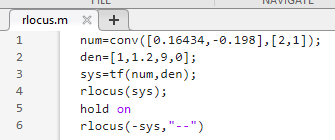 FILE
NAVIGATE
rlocus.m
1 num=conv([0.16434,-0.198],[2,1]);
2 den=[1,1.2,9,0];
3 sys=tf(num,den);
4 rlocus(sys);
5 hold on
6 rlocus(-sys,"--")